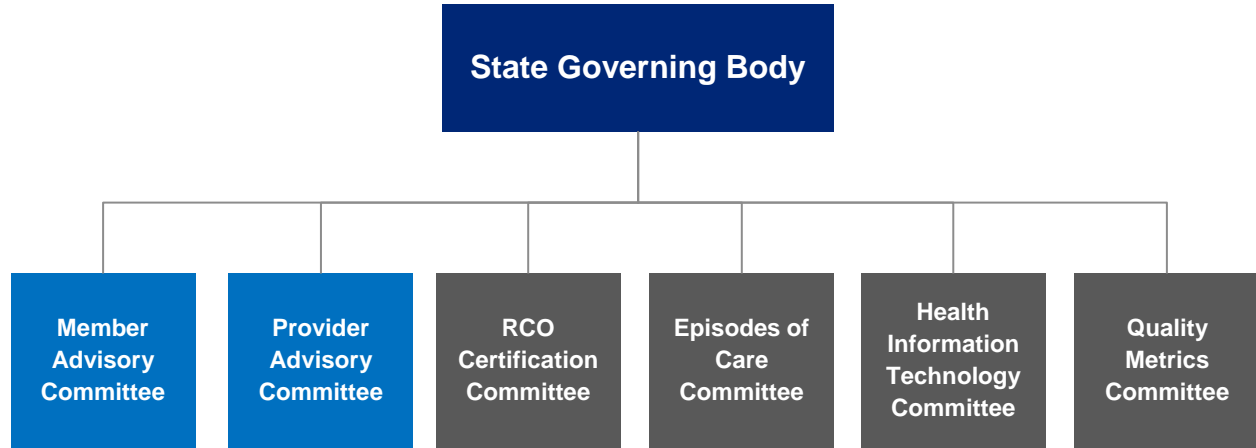 State Governing Body
Member
Advisory
Committee
Provider
Advisory
Committee
RCO
Certification
Committee
Episodes of
Care
Committee
Health
Information
Technology
Committee
Quality
Metrics
Committee